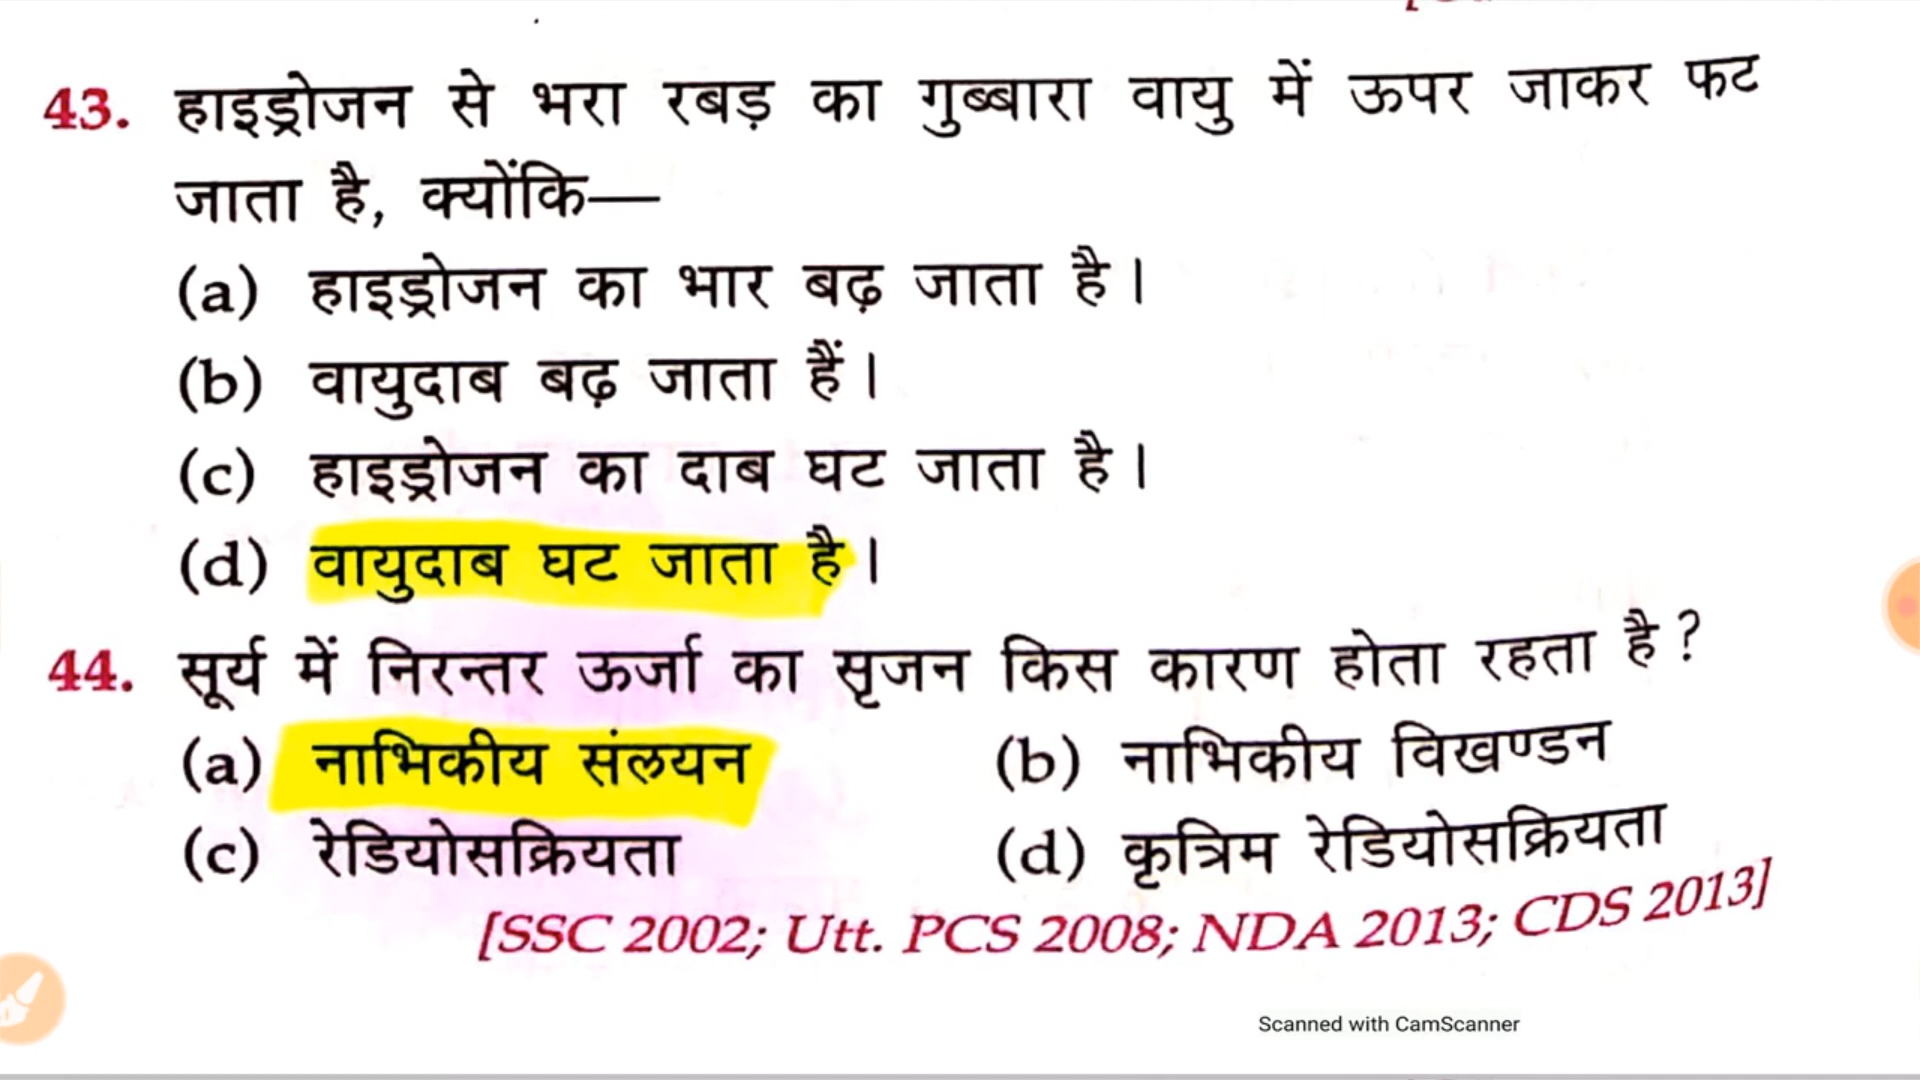 43. हाइड्रोजन से भरा रबड़ का गुब्बारा वायु में ऊपर जाकर फट
जाता है, क्योंकि—
(a) हाइड्रोजन का भार बढ़ जाता है।
(b) वायुदाब बढ़ जाता हैं।
(c) हाइड्रोजन का दाब घट जाता है।
(d) वायुदाब घट जाता है।
44. सूर्य में निरन्तर ऊर्जा का सृजन किस कारण होता रहता है ?
(a) नाभिकीय संलयन (b) नाभिकीय विखण्डन
(c) रेडियोसक्रियता (d) कृत्रिम रेडियोसक्रियता
[SSC 2002; Utt. PCS 2008; NDA 2013; CDS 2013]
Scanned with CamScanner